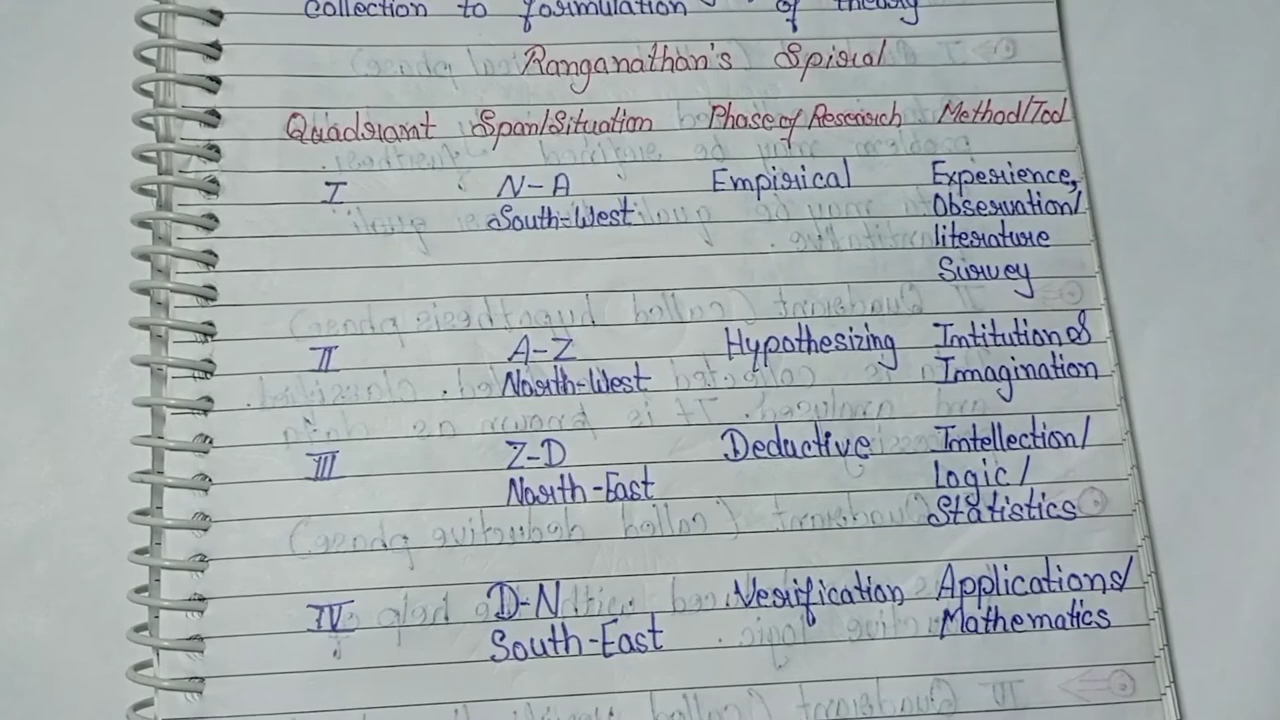 Collection to formulation of theory
Ranganathan's Spiral
Quadrant Span/Situation Phase of Research Method/Tool
I N-A Empirical Experience,
South-West Observation/
literature
Survey
II A-Z Hypothesizing Intitution &
North-West Imagination
III Z-D Deductive Intellection/
North-East Logic/
Statistics
IV D-N Verification Applications/
South-East Mathematics